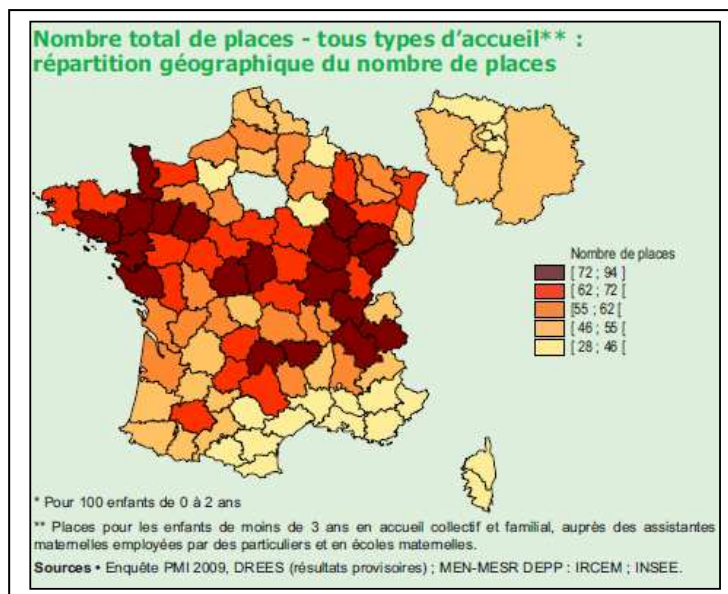 Nombre total de places - tous types d'accueil** :
répartition géographique du nombre de places
Nombre de places
[ 72 ; 94 ]
[ 62 ; 72 [
[55 ; 62 [
[ 46 ; 55 [
[ 28 ; 46 [
* Pour 100 enfants de 0 à 2 ans
** Places pour les enfants de moins de 3 ans en accueil collectif et familial, auprès des assistantes
maternelles employées par des particuliers et en écoles maternelles.
Sources • Enquête PMI 2009, DREES (résultats provisoires) ; MEN-MESR DEPP : IRCEM ; INSEE.